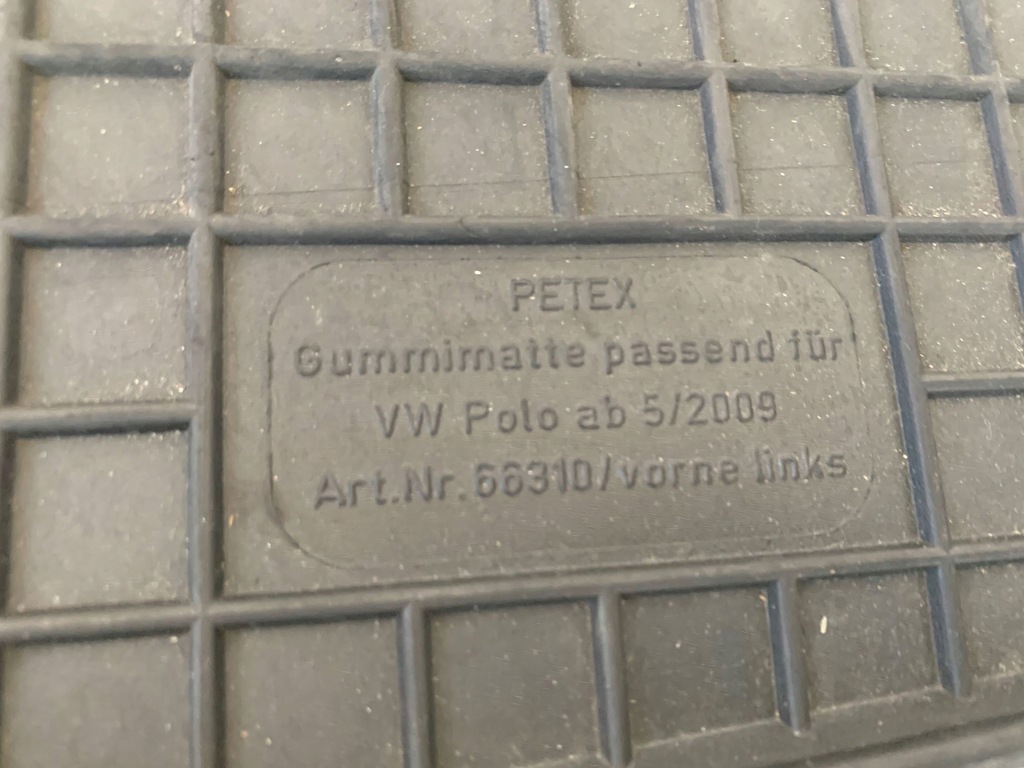 PETEX
Gummimatte passend für
VW Polo ab 5/2009
Art.Nr.66310/vorne links